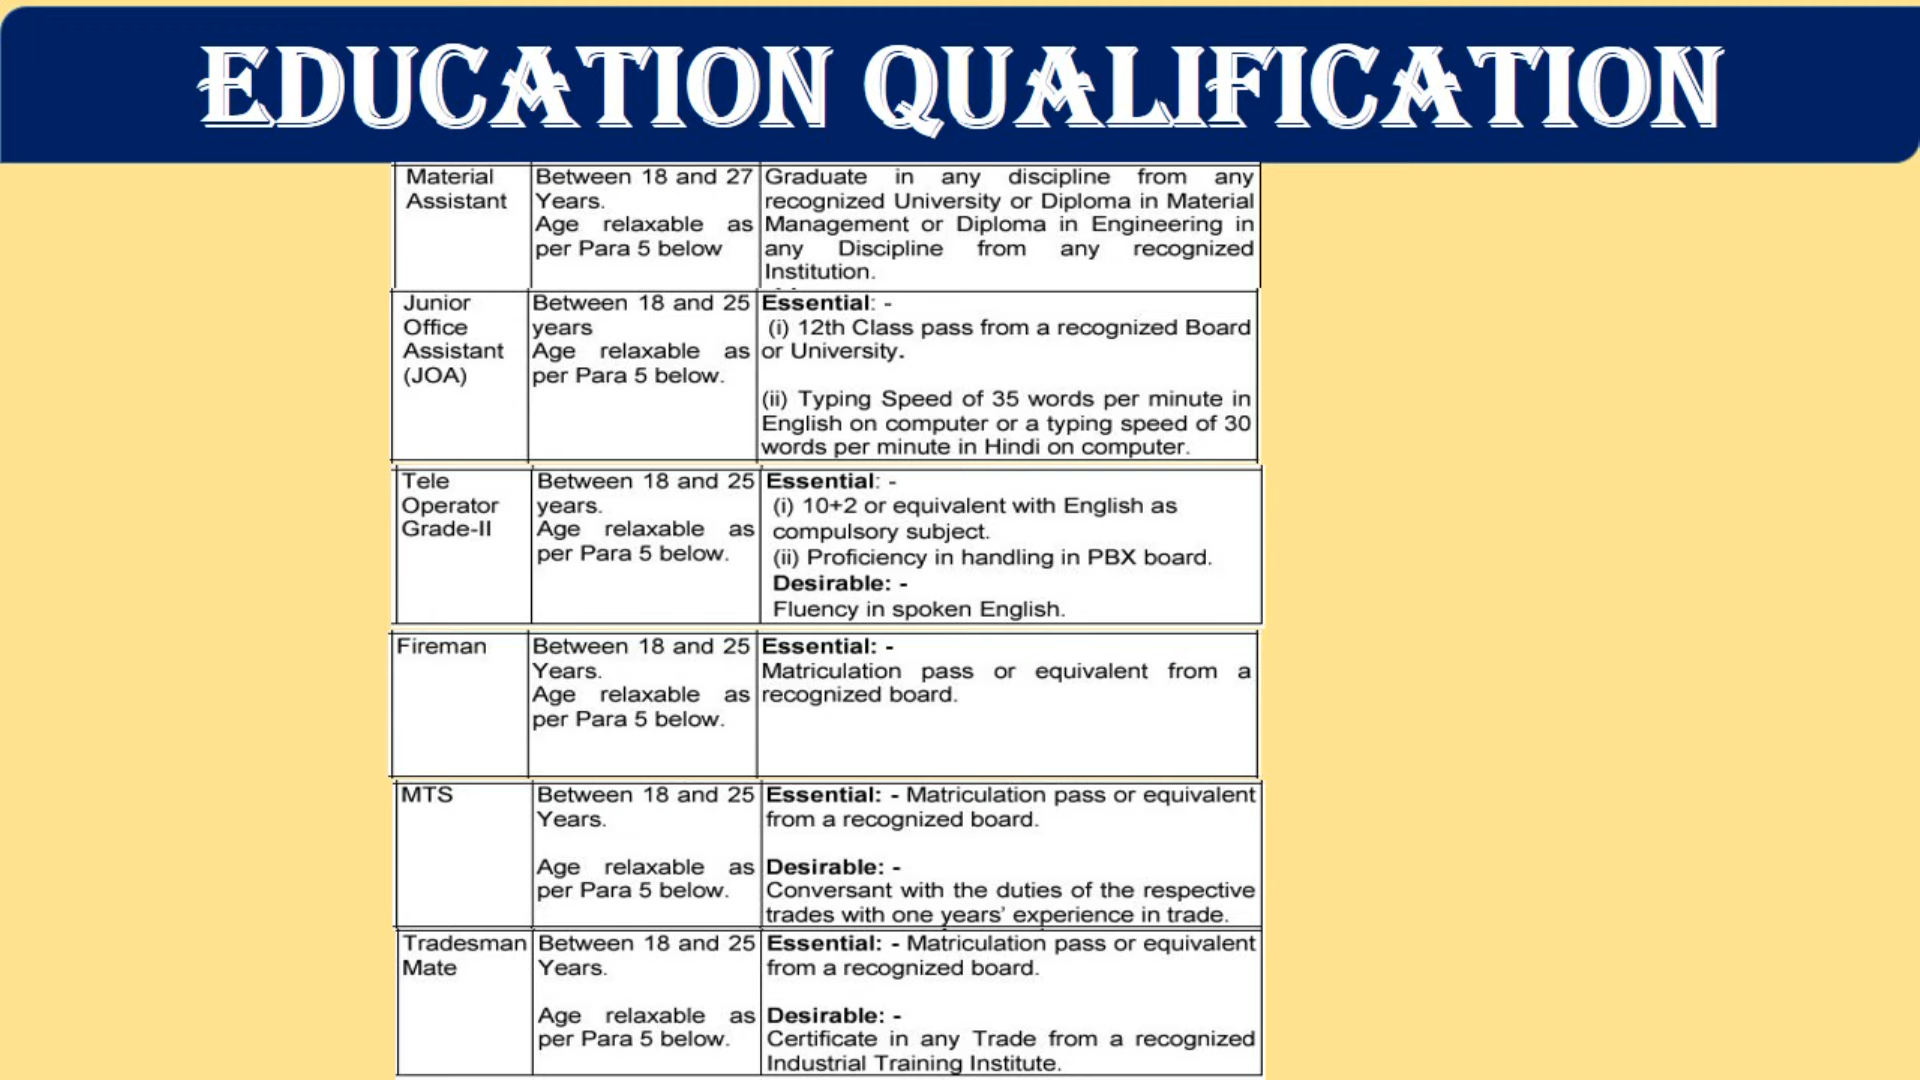 EDUCATION QUALIFICATION
Material
Assistant
Between 18 and 27
Years.
Age relaxable as
per Para 5 below
Graduate in any discipline from any
recognized University or Diploma in Material
Management or Diploma in Engineering in
any Discipline from any recognized
Institution.
Junior
Office
Assistant
(JOA)
Between 18 and 25
years
Age relaxable as
per Para 5 below.
Essential: -
(i) 12th Class pass from a recognized Board
or University.
(ii) Typing Speed of 35 words per minute in
English on computer or a typing speed of 30
words per minute in Hindi on computer.
Tele
Operator
Grade-II
Between 18 and 25
years.
Age relaxable as
per Para 5 below.
Essential: -
(i) 10+2 or equivalent with English as
compulsory subject.
(ii) Proficiency in handling in PBX board.
Desirable: -
Fluency in spoken English.
Fireman
Between 18 and 25
Years.
Age relaxable as
per Para 5 below.
Essential: -
Matriculation pass or equivalent from a
recognized board.
MTS
Between 18 and 25
Years.
Age relaxable as
per Para 5 below.
Essential: - Matriculation pass or equivalent
from a recognized board.
Desirable: -
Conversant with the duties of the respective
trades with one years’ experience in trade.
Tradesman
Mate
Between 18 and 25
Years.
Age relaxable as
per Para 5 below.
Essential: - Matriculation pass or equivalent
from a recognized board.
Desirable: -
Certificate in any Trade from a recognized
Industrial Training Institute.